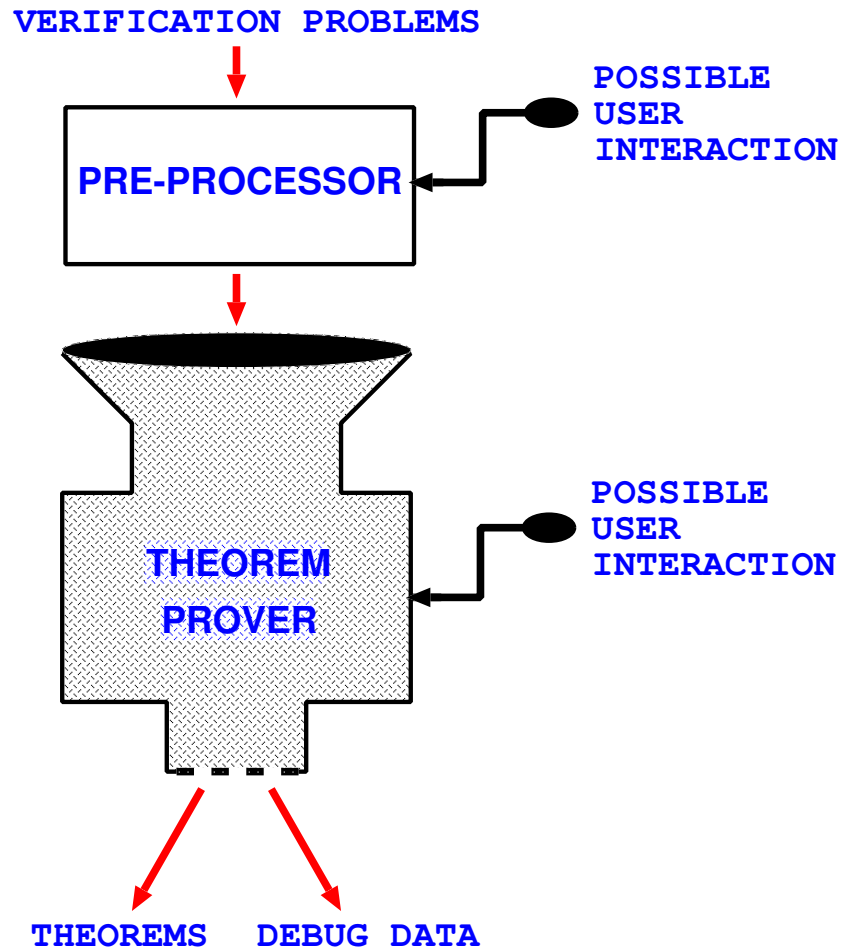 VERIFICATION PROBLEMS
POSSIBLE
USER
INTERACTION
PRE-PROCESSOR
POSSIBLE
USER
INTERACTION
THEOREM
PROVER
THEOREMS DEBUG DATA